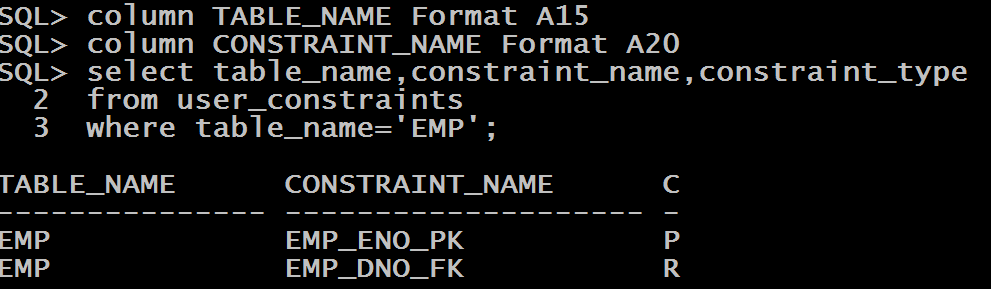 SQL> column TABLE_NAME Format A15
SQL> column CONSTRAINT_NAME Format A20
SQL> select table_name,constraint_name,constraint_type
  2  from user_constraints
  3  where table_name='EMP';

TABLE_NAME      CONSTRAINT_NAME      C
--------------- -------------------- -
EMP             EMP_ENO_PK           P
EMP             EMP_DNO_FK           R